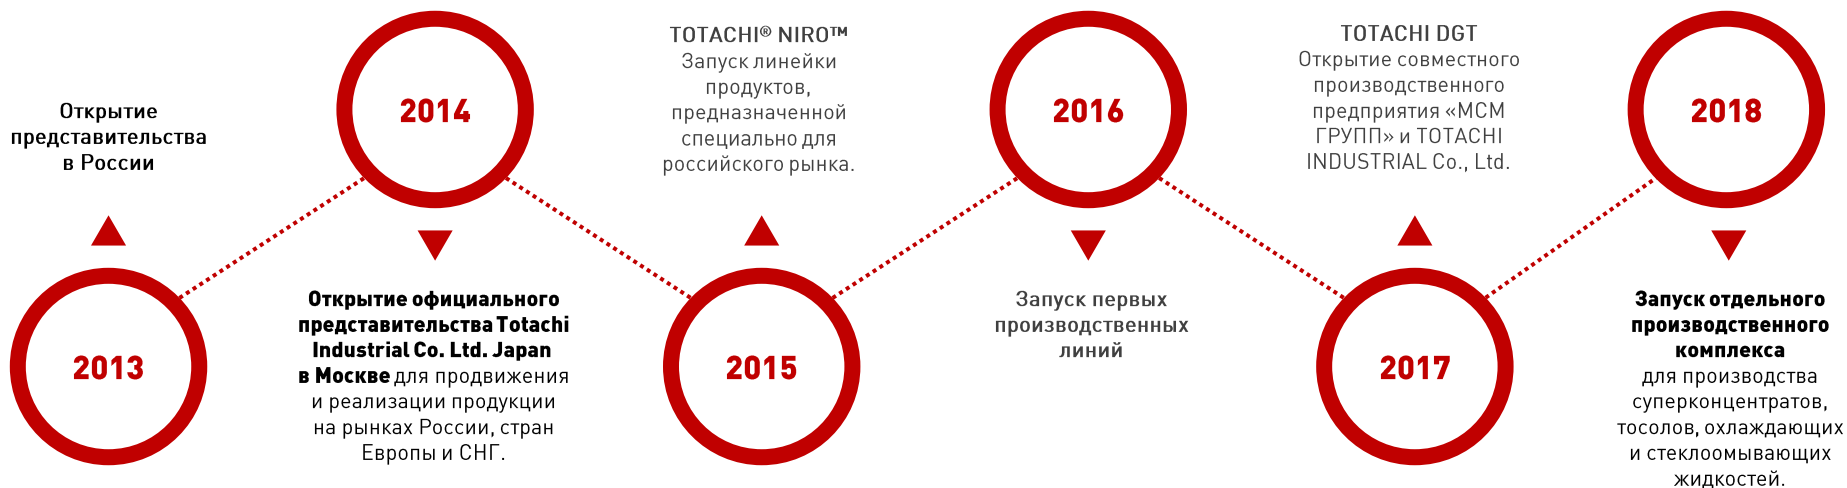 Открытие
представительства
в России
2013
2014
Открытие официального
представительства Totachi
Industrial Co. Ltd. Japan
в Москве для продвижения
и реализации продукции
на рынках России, стран
Европы и СНГ.
TOTACHI® NIRO™
Запуск линейки
продуктов,
предназначенной
специально для
российского рынка.
2015
2016
Запуск первых
производственных
линий
TOTACHI DGT
Открытие совместного
производственного
предприятия «МСМ
ГРУПП» и TOTACHI
INDUSTRIAL Co., Ltd.
2017
2018
Запуск отдельного
производственного
комплекса
для производства
суперконцентратов,
тосолов, охлаждающих
и стеклоомывающих
жидкостей.